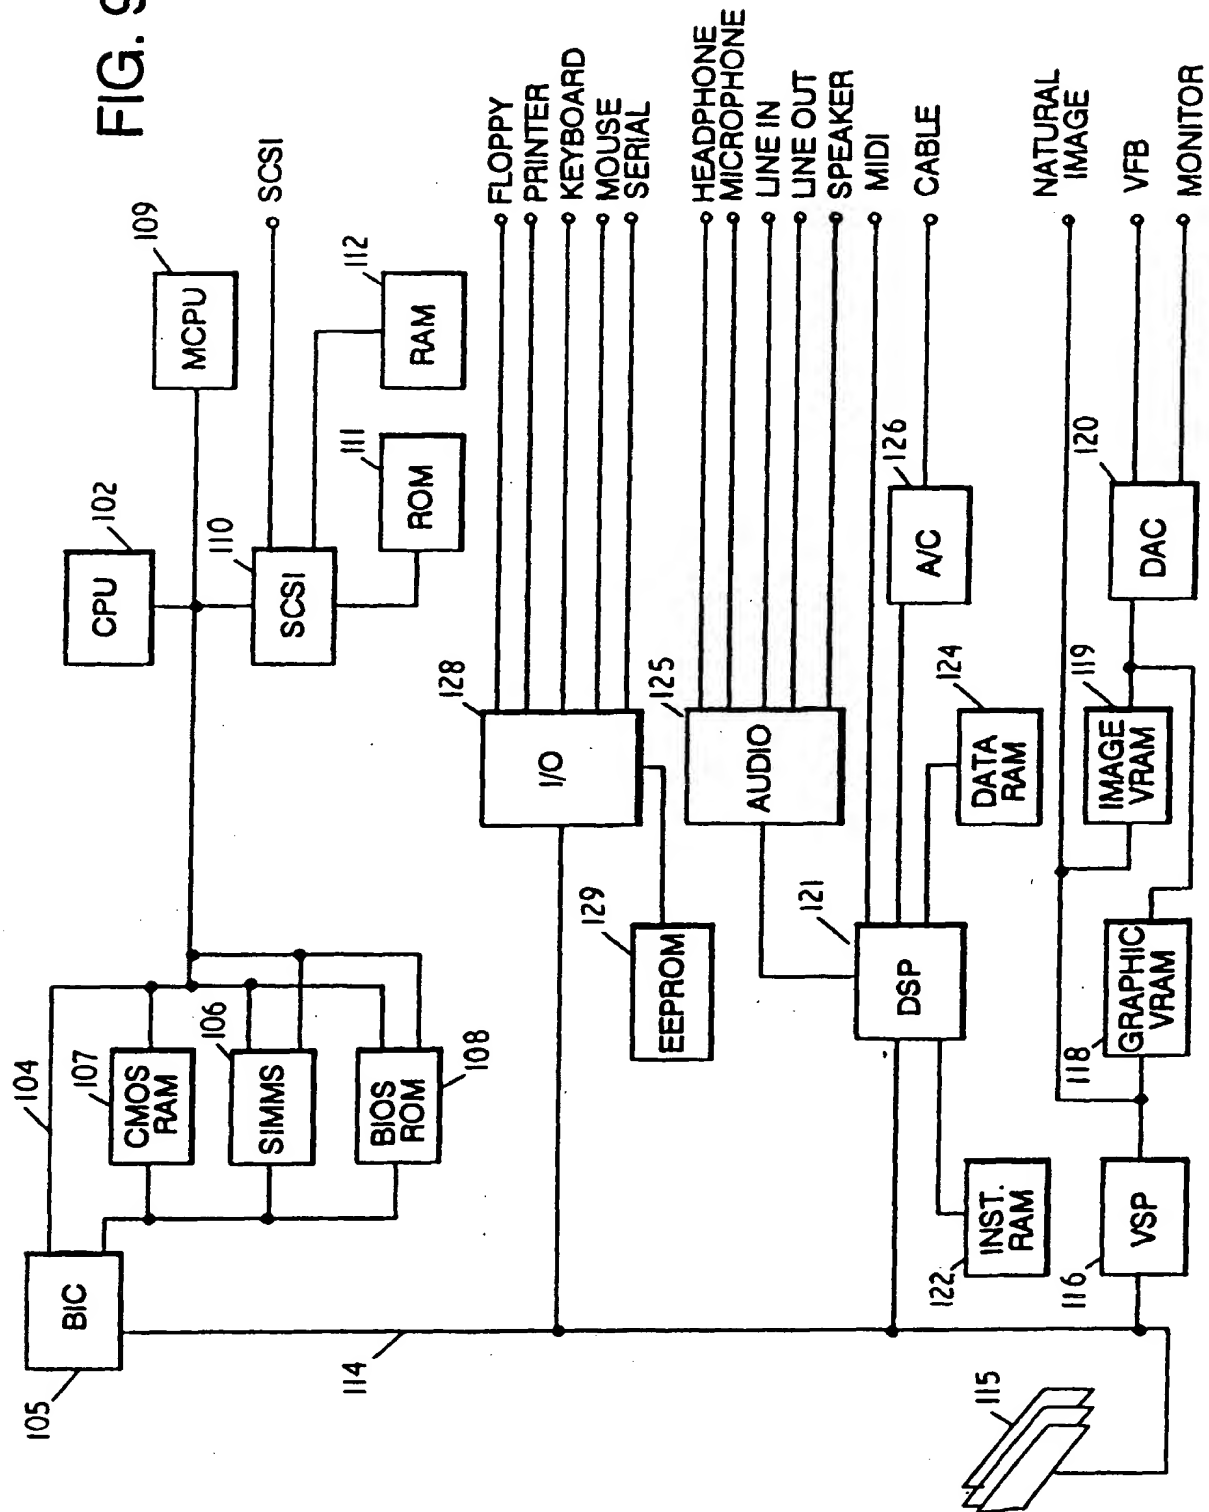 FIG. 9
105
BIC
104
107
CMOS
RAM
106
SIMMS
BIOS
ROM
108
CPU
102
MCPU
109
110
SCSI
SCSI
111
ROM
112
RAM
114
128
I/O
FLOPPY
PRINTER
KEYBOARD
MOUSE
SERIAL
129
EEPROM
125
AUDIO
HEADPHONE
MICROPHONE
LINE IN
LINE OUT
SPEAKER
MIDI
121
DSP
126
A/C
CABLE
124
DATA
RAM
122
INST.
RAM
115
116
VSP
118
GRAPHIC
VRAM
119
IMAGE
VRAM
120
DAC
NATURAL
IMAGE
VFB
MONITOR